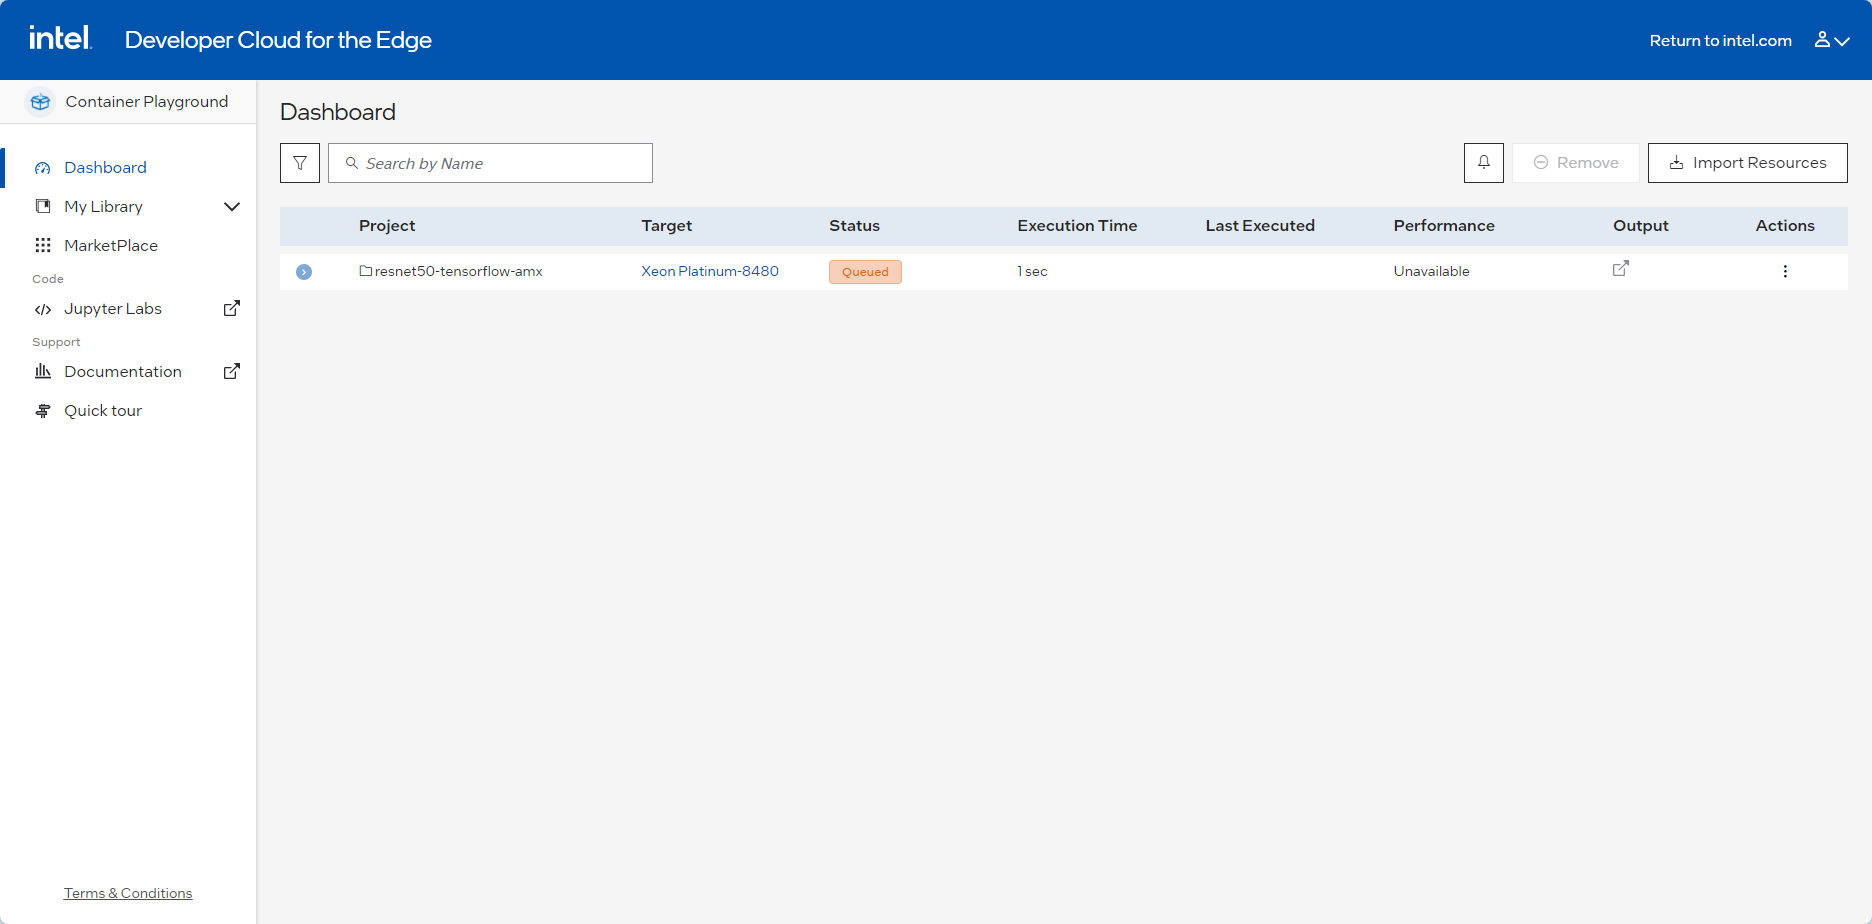 intel. Developer Cloud for the Edge Return to intel.com
Container Playground
Dashboard
My Library
MarketPlace
Code
Jupyter Labs
Support
Documentation
Quick tour
Terms & Conditions
Dashboard
Search by Name Remove Import Resources
Project Target Status Execution Time Last Executed Performance Output Actions
resnet50-tensorflow-amx Xeon Platinum-8480 Queued 1 sec Unavailable